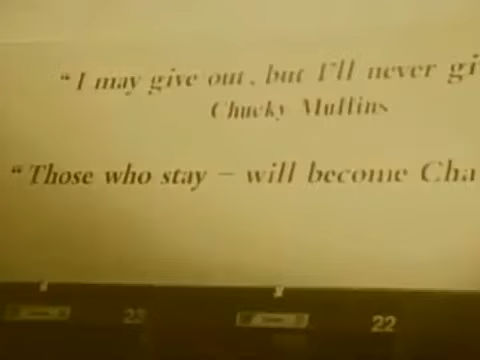 “I may give out, but I'll never gi
Chucky Mullins
“Those who stay – will become Cha
23
22